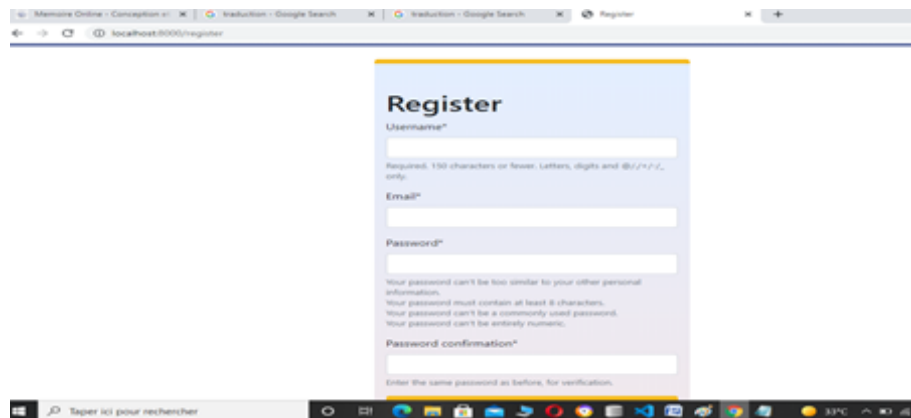 Memoire Online - Conception et
traduction - Google Search
traduction - Google Search
Register
localhost:8000/register
Register
Username*
Required. 150 characters or fewer. Letters, digits and @/./+/-/_
only.
Email*
Password*
Your password can't be too similar to your other personal
information.
Your password must contain at least 8 characters.
Your password can't be a commonly used password.
Your password can't be entirely numeric.
Password confirmation*
Enter the same password as before, for verification.
Taper ici pour rechercher
33°C